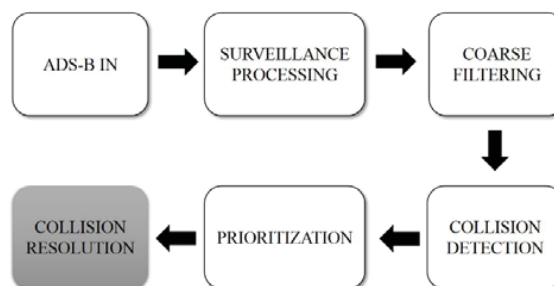 ADS-B IN
SURVEILLANCE
PROCESSING
COARSE
FILTERING
COLLISION
RESOLUTION
PRIORITIZATION
COLLISION
DETECTION